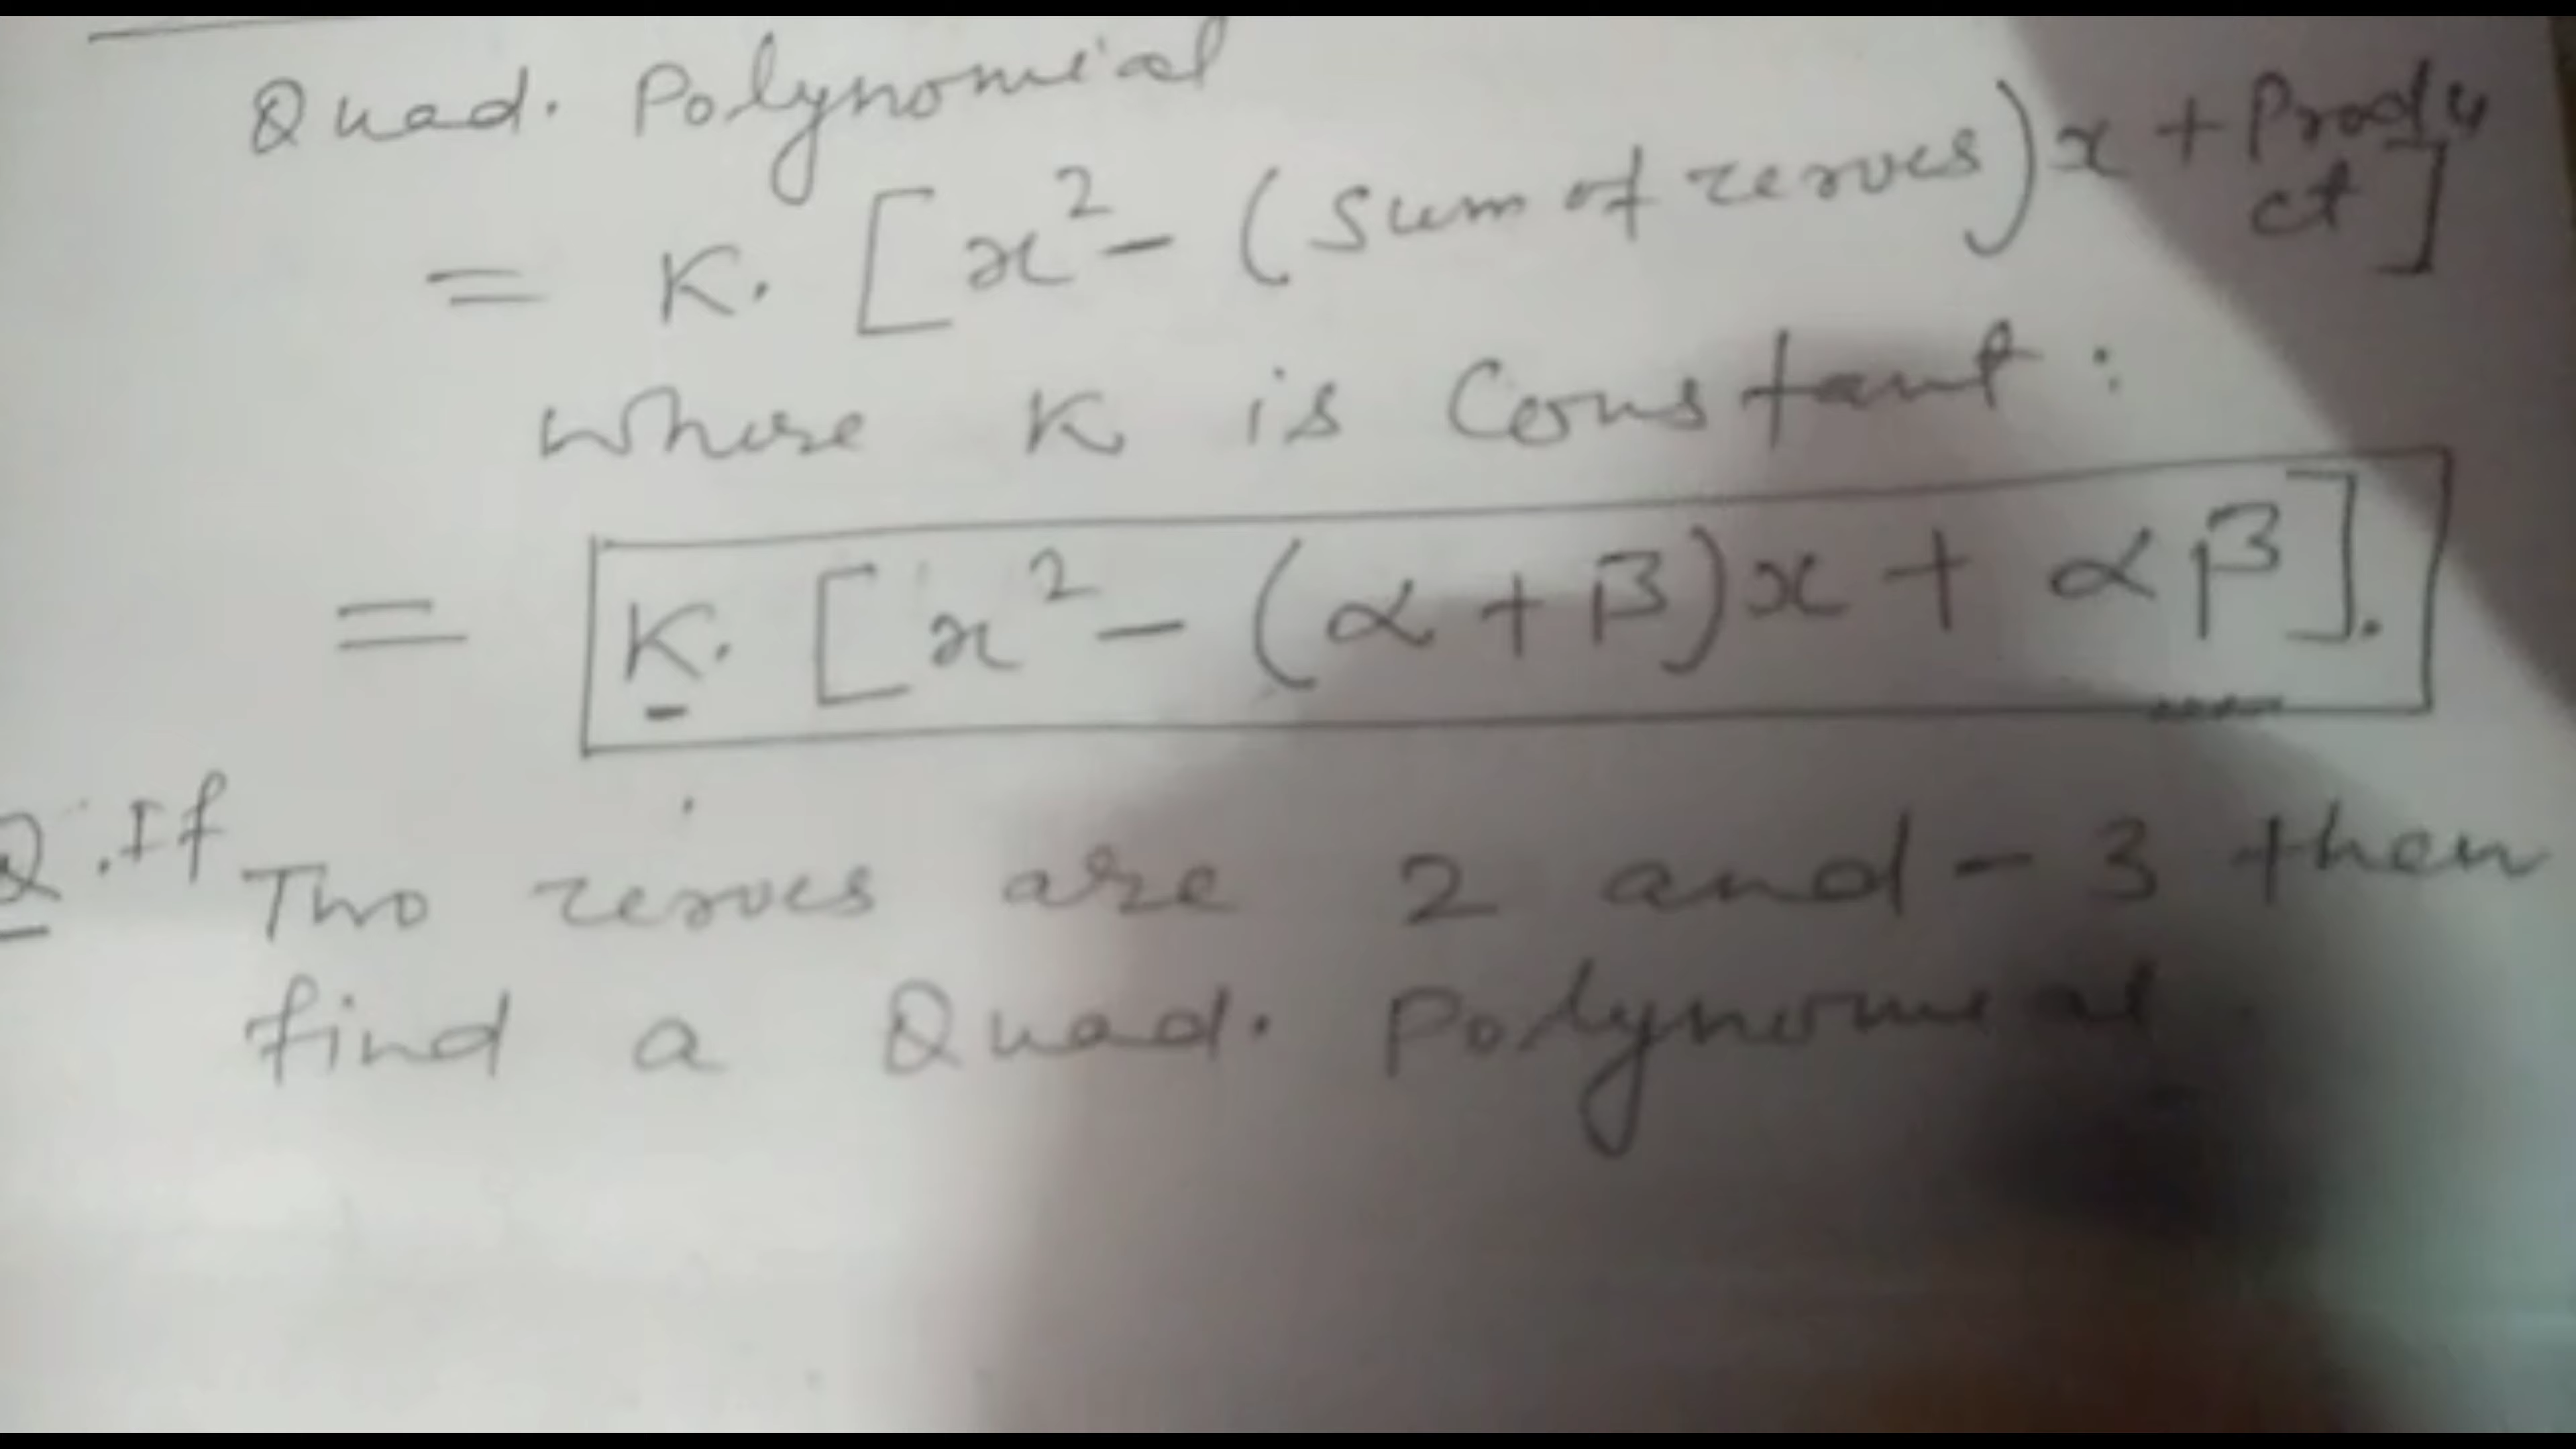 Quad. Polynomial
= K. [x² - (Sum of zeroes)x + Product]
where K is Constant:
= K. [x² - (α + β)x + αβ].
Q. If Two zeroes are 2 and - 3 then
find a Quad. Polynomial